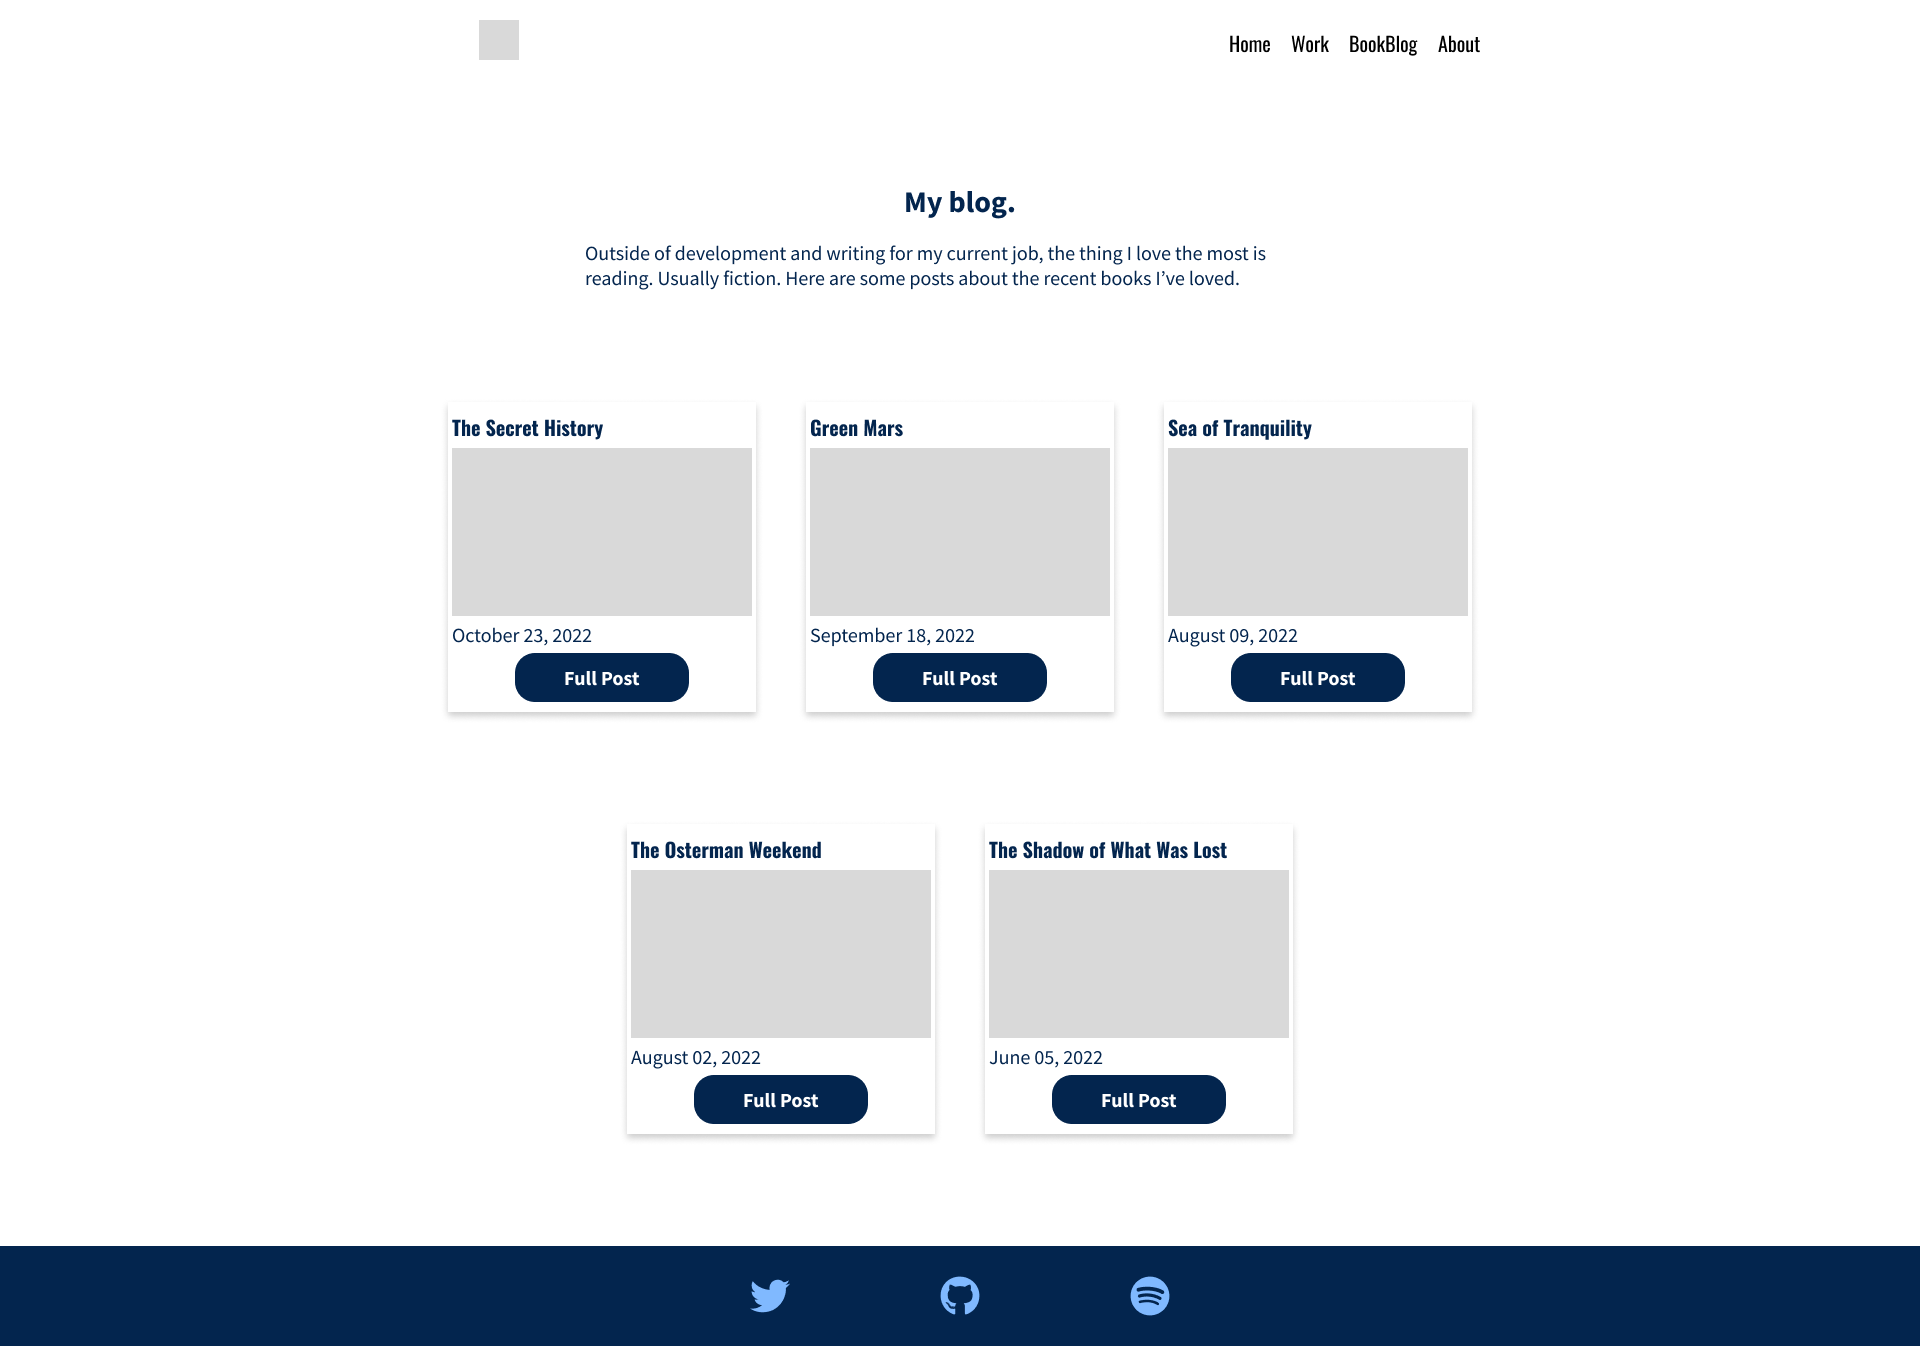 Home Work BookBlog About
My blog.
Outside of development and writing for my current job, the thing I love the most is
reading. Usually fiction. Here are some posts about the recent books I’ve loved.
The Secret History
October 23, 2022
Full Post
Green Mars
September 18, 2022
Full Post
Sea of Tranquility
August 09, 2022
Full Post
The Osterman Weekend
August 02, 2022
Full Post
The Shadow of What Was Lost
June 05, 2022
Full Post